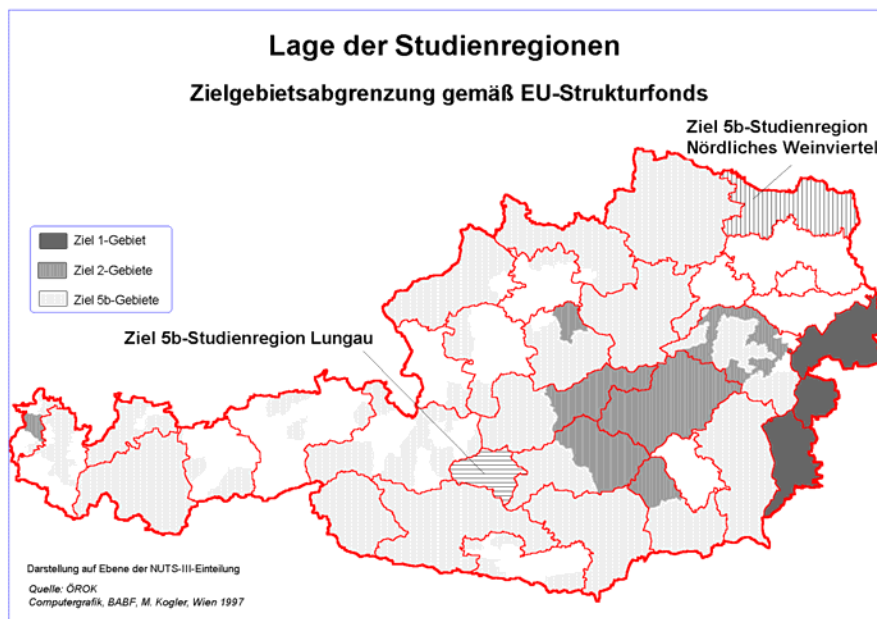 Lage der Studienregionen
Zielgebietsabgrenzung gemäß EU-Strukturfonds
Ziel 5b-Studienregion
Nördliches Weinviertel
Ziel 1-Gebiet
Ziel 2-Gebiete
Ziel 5b-Gebiete
Ziel 5b-Studienregion Lungau
Darstellung auf Ebene der NUTS-III-Einteilung
Quelle: ÖROK
Computergrafik, BABF, M. Kogler, Wien 1997